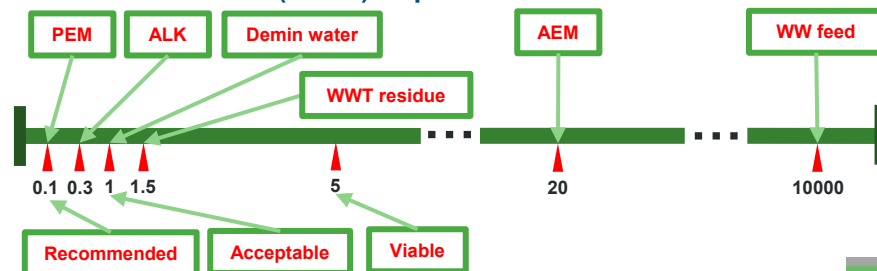 PEM ALK Demin water AEM WW feed
WWT residue
0.1 0.3 1 1.5 5 20 10000
Recommended Acceptable Viable